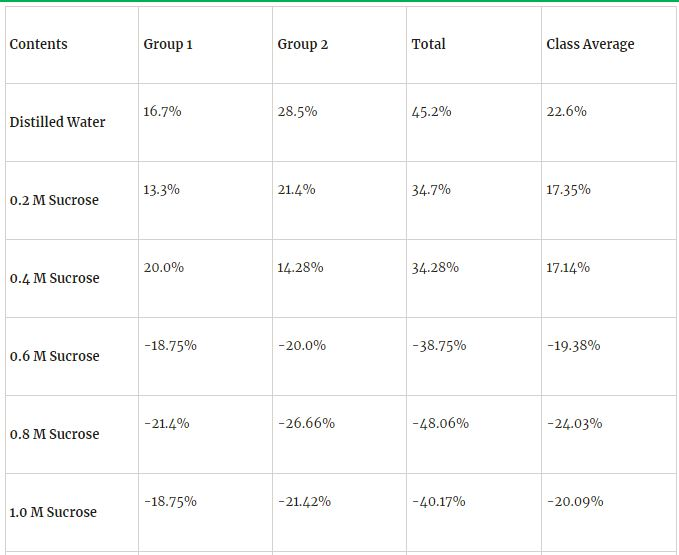 Contents Group 1 Group 2 Total Class Average
Distilled Water 16.7% 28.5% 45.2% 22.6%
0.2 M Sucrose 13.3% 21.4% 34.7% 17.35%
0.4 M Sucrose 20.0% 14.28% 34.28% 17.14%
0.6 M Sucrose -18.75% -20.0% -38.75% -19.38%
0.8 M Sucrose -21.4% -26.66% -48.06% -24.03%
1.0 M Sucrose -18.75% -21.42% -40.17% -20.09%